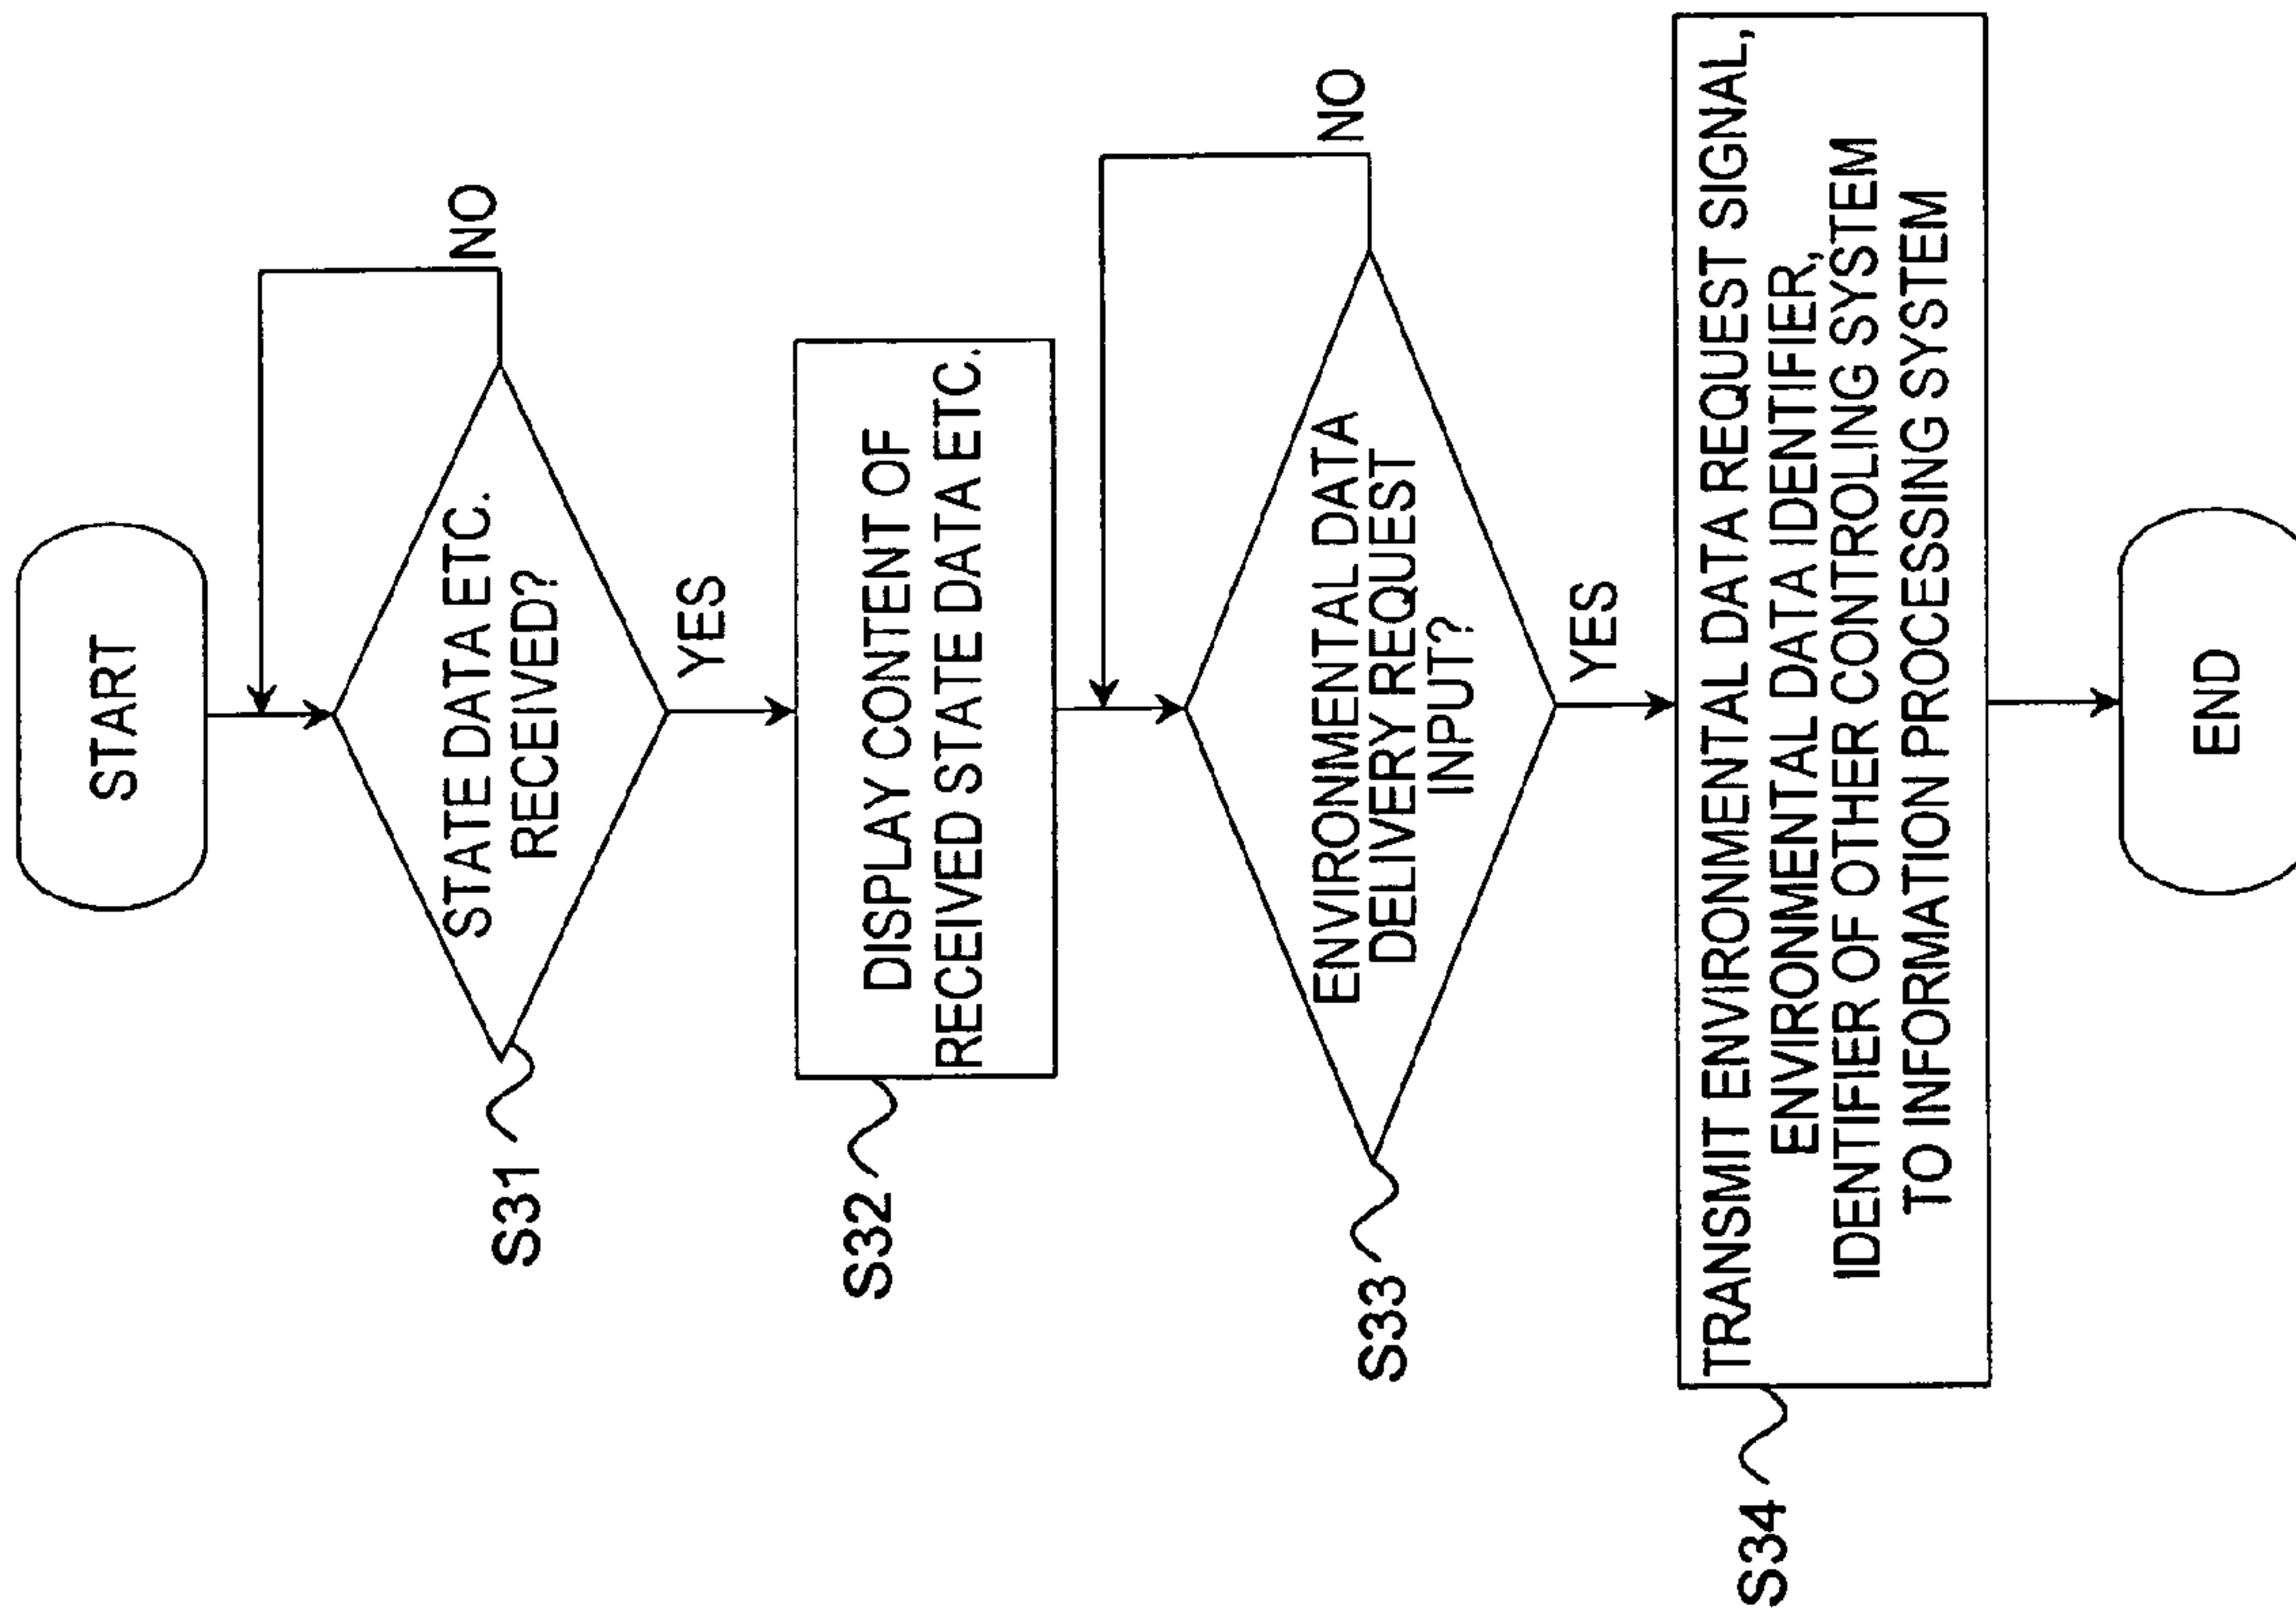 START
STATE DATA ETC.
RECEIVED?
NO
S31
YES
DISPLAY CONTENT OF
RECEIVED STATE DATA ETC.
S32
ENVIRONMENTAL DATA
DELIVERY REQUEST
INPUT?
NO
S33
YES
TRANSMIT ENVIRONMENTAL DATA REQUEST SIGNAL,
ENVIRONMENTAL DATA IDENTIFIER,
IDENTIFIER OF OTHER CONTROLING SYSTEM
TO INFORMATION PROCESSING SYSTEM
S34
END